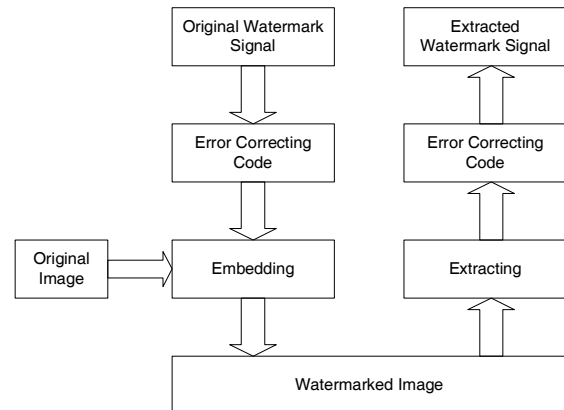 Original Watermark
Signal
Extracted
Watermark Signal
Error Correcting
Code
Error Correcting
Code
Original
Image
Embedding
Extracting
Watermarked Image